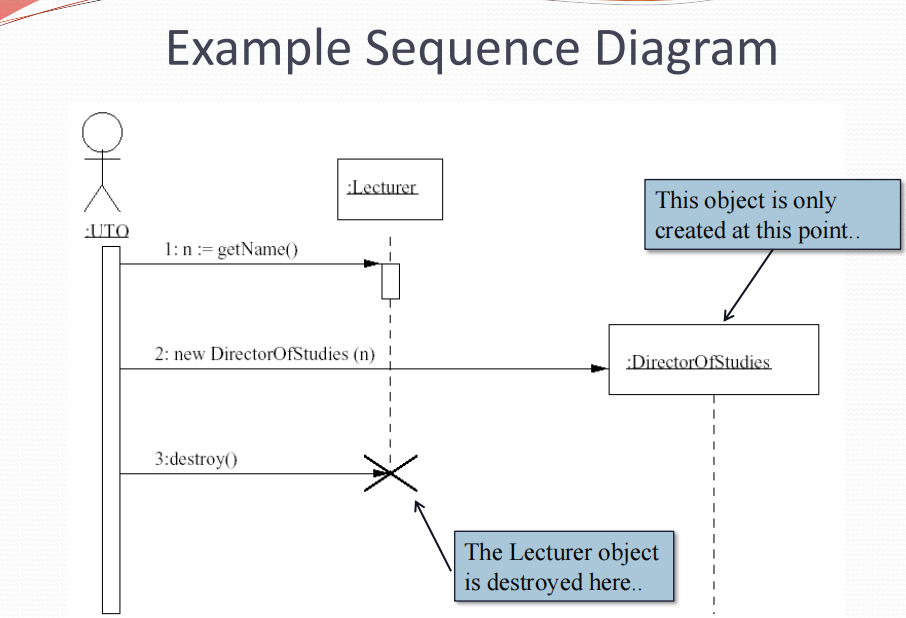 Example Sequence Diagram
:Lecturer
This object is only
created at this point..
:UTO
1: n := getName()
2: new DirectorOfStudies (n)
:DirectorOfStudies
3:destroy()
The Lecturer object
is destroyed here..